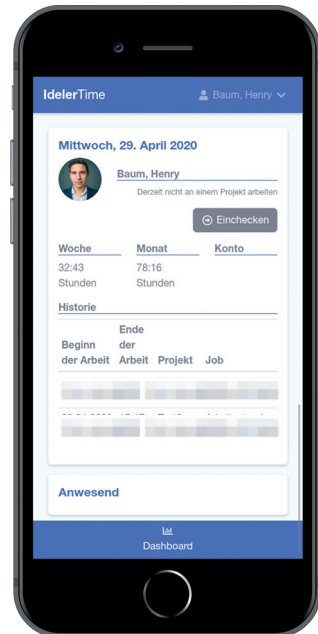 IdelerTime
Baum, Henry
Mittwoch, 29. April 2020
Baum, Henry
Derzeit nicht an einem Projekt arbeiten
Einchecken
Woche Monat Konto
32:43 78:16
Stunden Stunden
Historie
Ende
Beginn der
der Arbeit Arbeit Projekt Job
Anwesend
Dashboard